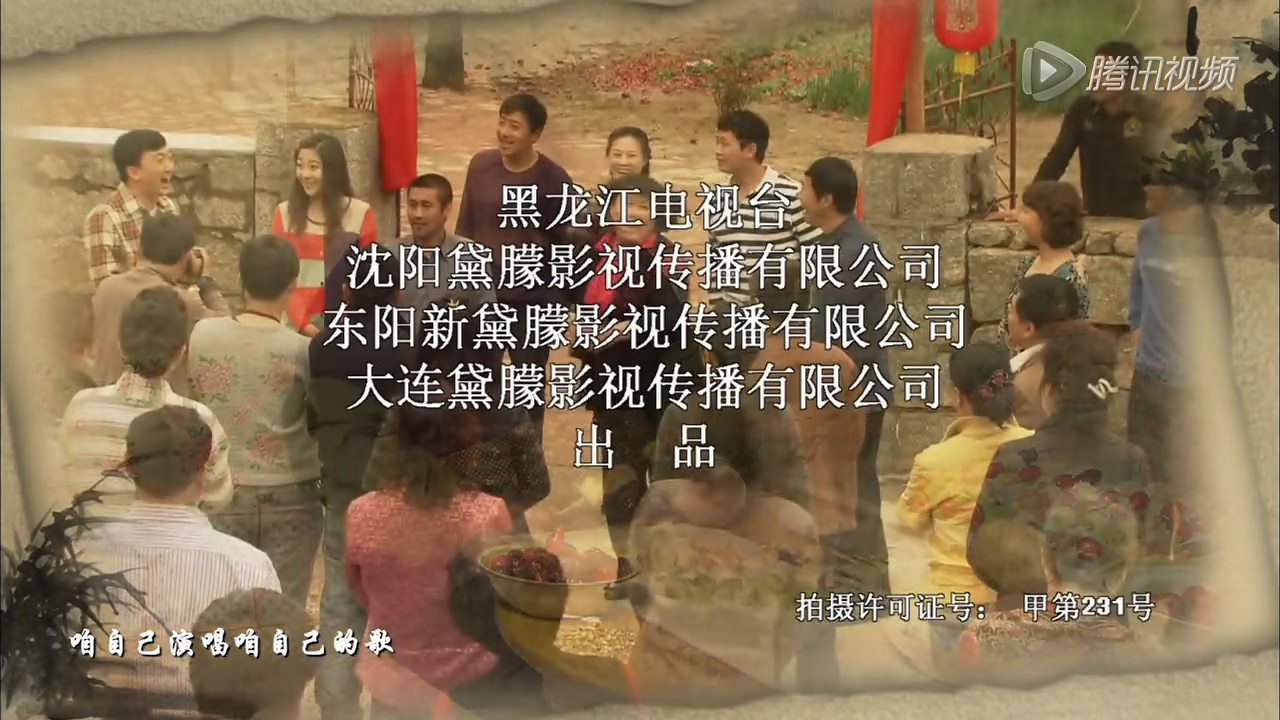 腾讯视频
黑龙江电视台
沈阳黛朦影视传播有限公司
东阳新黛朦影视传播有限公司
大连黛朦影视传播有限公司
出 品
拍摄许可证号： 甲第231号
咱自己演唱咱自己的歌